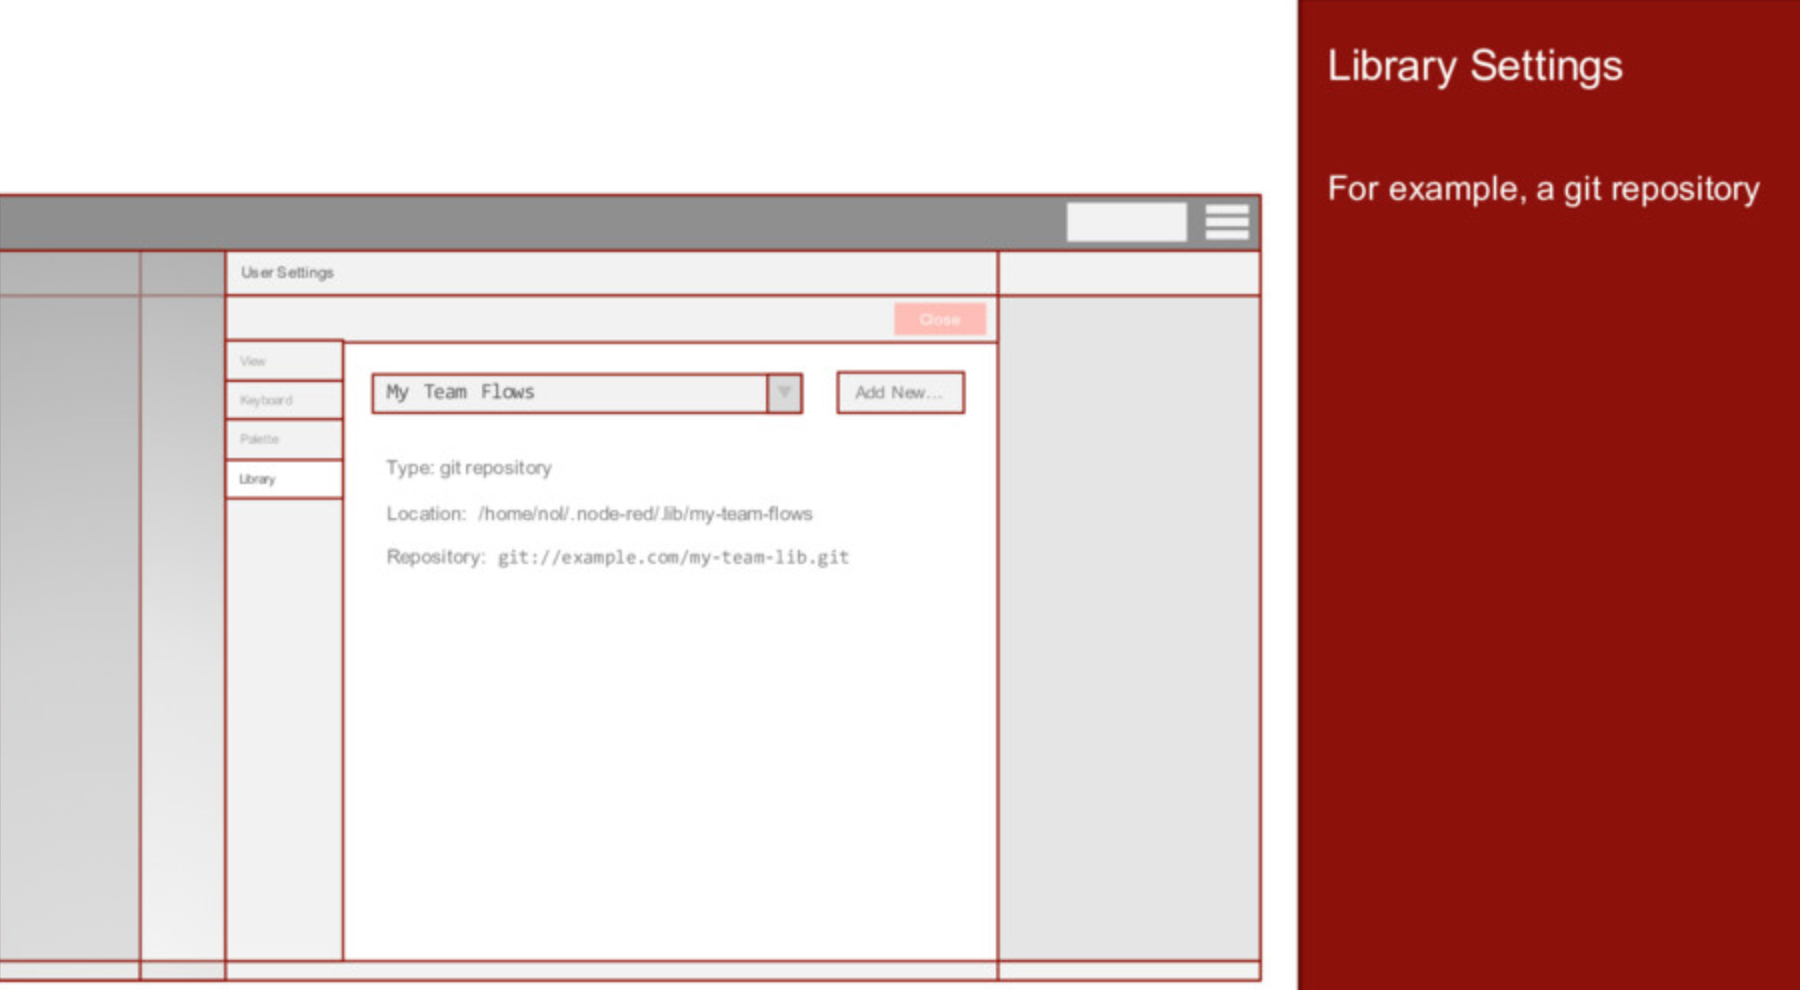 Library Settings
For example, a git repository
User Settings
Close
View
Keyboard
Palette
Library
My Team Flows
Add New...
Type: git repository
Location: /home/nol/.node-red/.lib/my-team-flows
Repository: git://example.com/my-team-lib.git